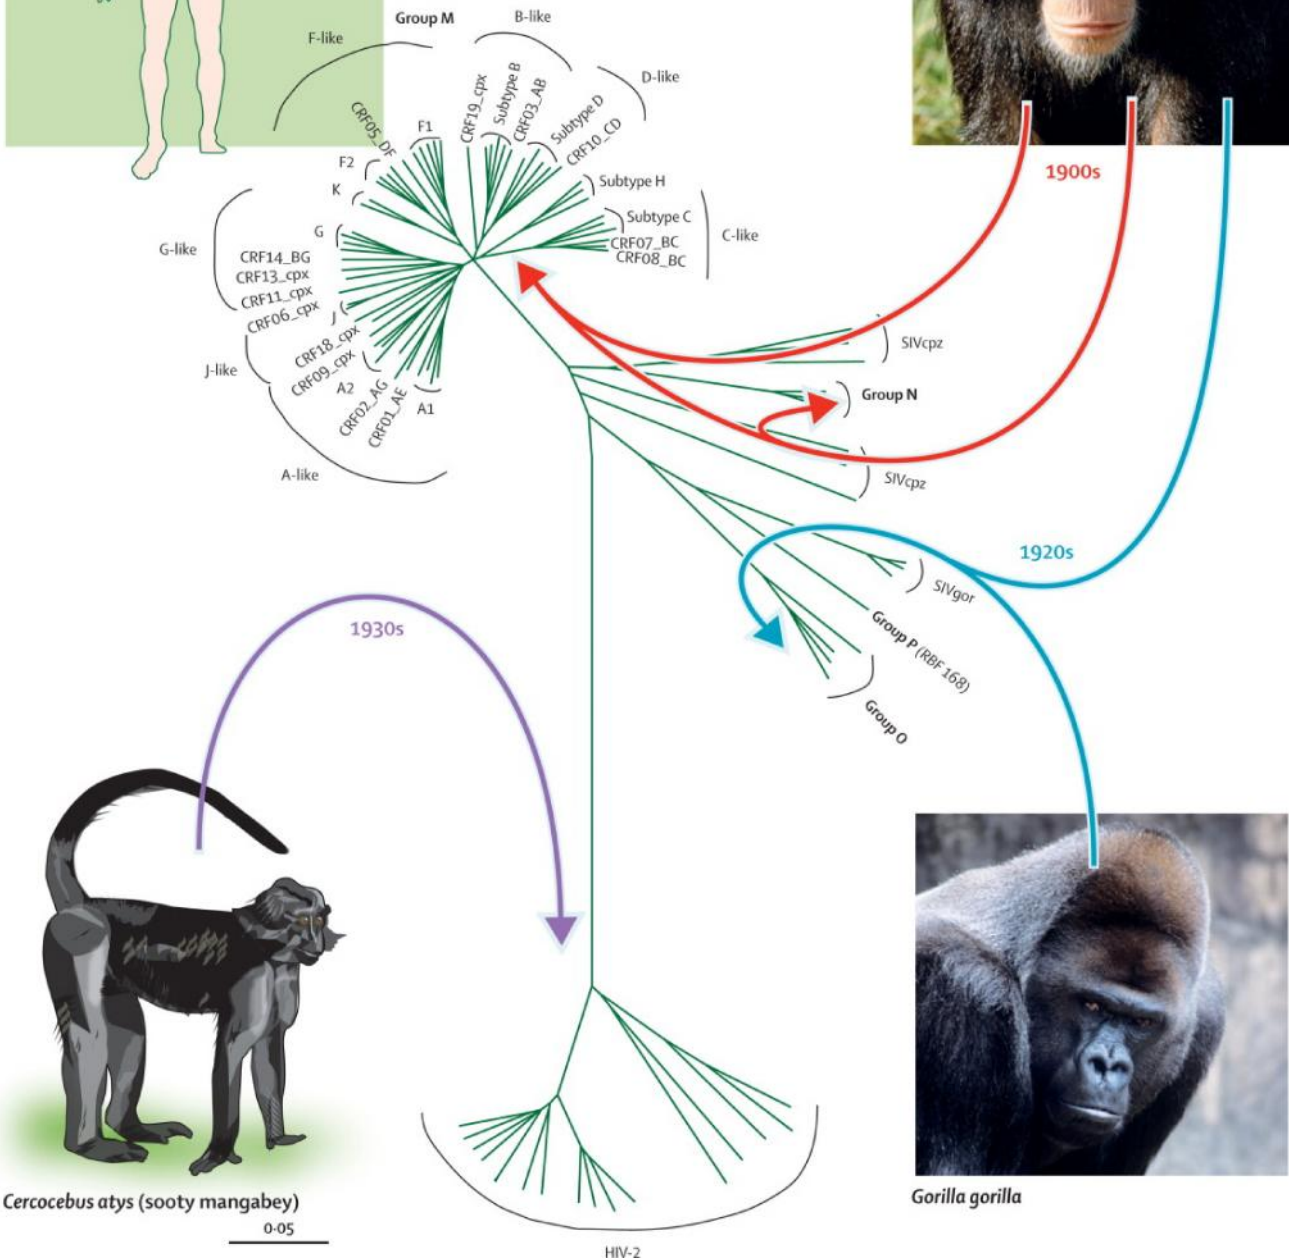 Group M
B-like
F-like
D-like
CRF19_cpx
Subtype B
CRF03_AB
Subtype D
CRF10_CD
CRF05_DF
F1
F2
K
Subtype H
Subtype C
CRF07_BC
CRF08_BC
C-like
G
G-like
CRF14_BG
CRF13_cpx
CRF11_cpx
CRF06_cpx
J
CRF18_cpx
CRF09_cpx
J-like
A2
CRF02_AG
CRF01_AE
A1
A-like
1900s
SIVcpz
Group N
SIVcpz
1920s
SIVgor
Group P (RBF 168)
Group O
1930s
Cercocebus atys (sooty mangabey)
0·05
Gorilla gorilla
HIV-2